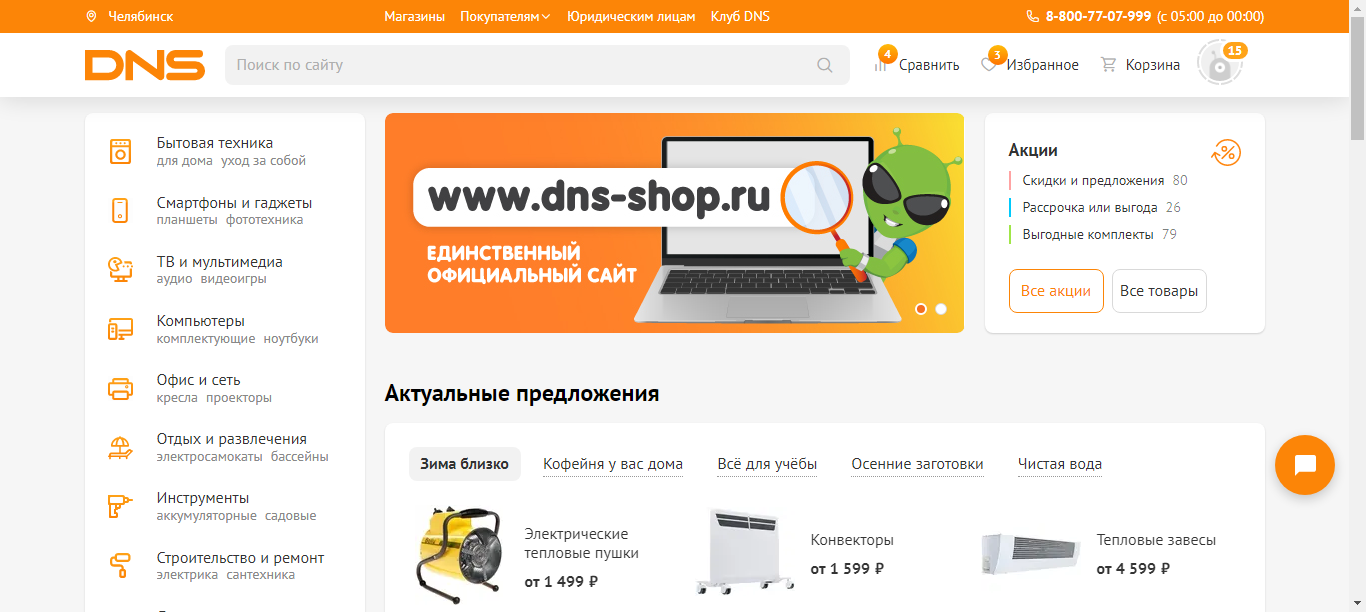 Челябинск
Магазины Покупателям Юридическим лицам Клуб DNS
8-800-77-07-999 (с 05:00 до 00:00)
DNS
Поиск по сайту
4
Сравнить
3
Избранное
Корзина
15
Бытовая техника
для дома уход за собой
Смартфоны и гаджеты
планшеты фототехника
ТВ и мультимедиа
аудио видеоигры
Компьютеры
комплектующие ноутбуки
Офис и сеть
кресла проекторы
Отдых и развлечения
электросамокаты бассейны
Инструменты
аккумуляторные садовые
Строительство и ремонт
электрика сантехника
www.dns-shop.ru
ЕДИНСТВЕННЫЙ
ОФИЦИАЛЬНЫЙ САЙТ
Акции
%
Скидки и предложения 80
Рассрочка или выгода 26
Выгодные комплекты 79
Все акции
Все товары
Актуальные предложения
Зима близко
Кофейня у вас дома
Всё для учёбы
Осенние заготовки
Чистая вода
Электрические
тепловые пушки
от 1 499 ₽
Конвекторы
от 1 599 ₽
Тепловые завесы
от 4 599 ₽